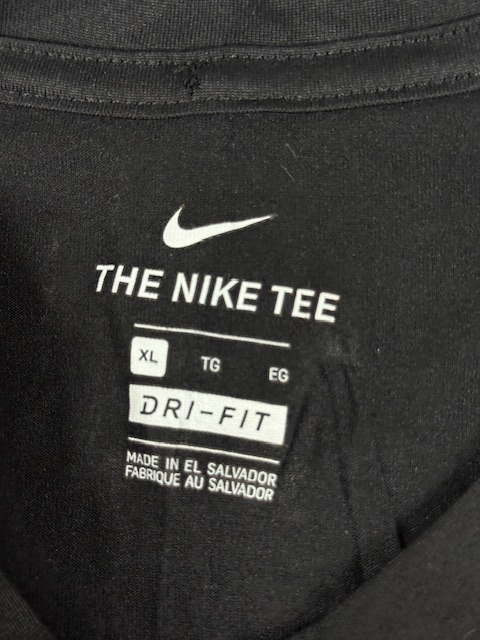 THE NIKE TEE
XL TG EG
DRI-FIT
MADE IN EL SALVADOR
FABRIQUE AU SALVADOR